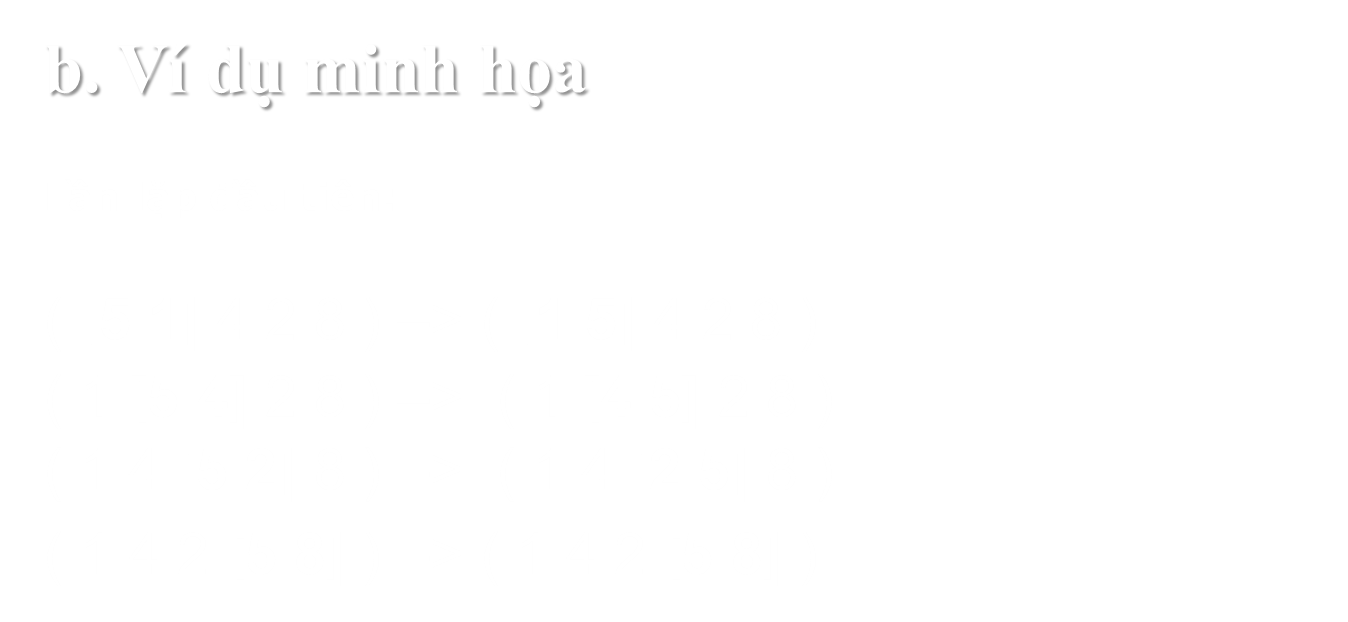 b. Ví dụ minh họa